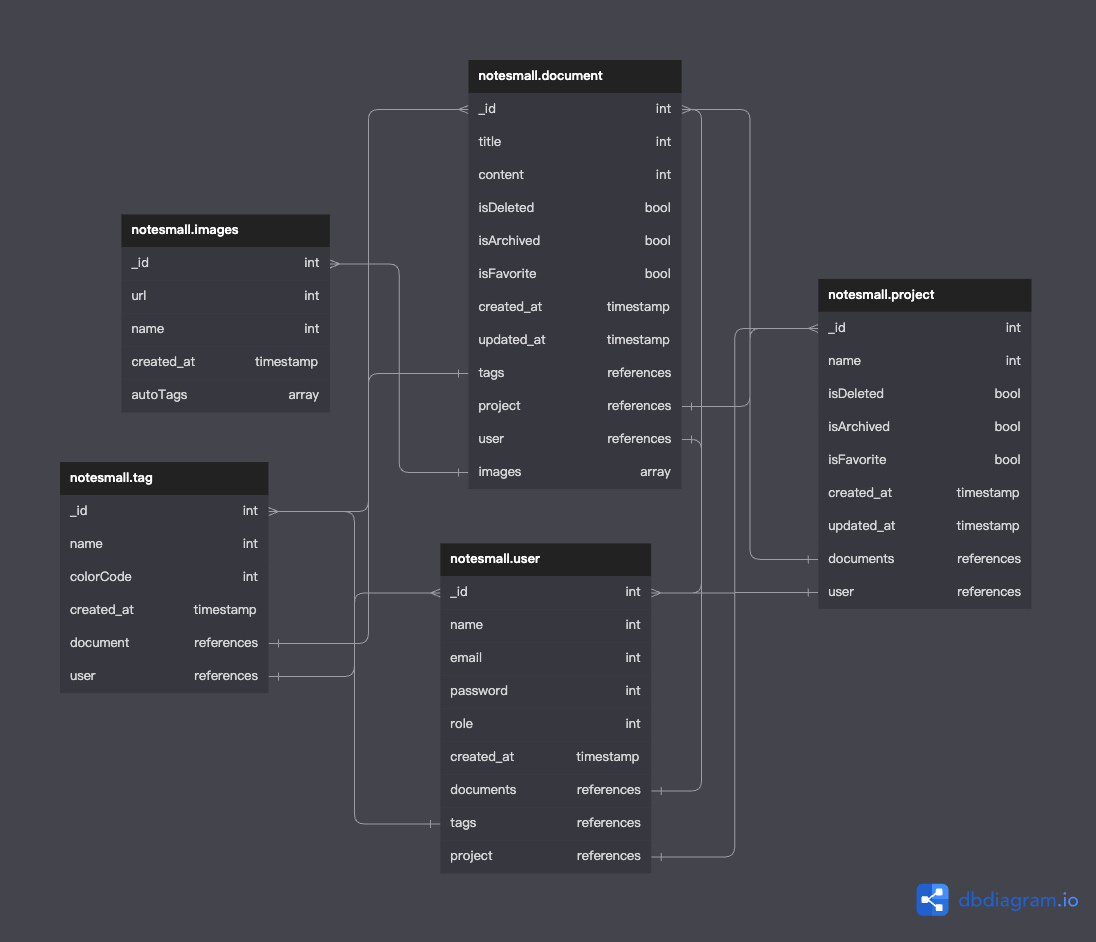 notesmall.document
_id int
title int
content int
isDeleted bool
isArchived bool
isFavorite bool
created_at timestamp
updated_at timestamp
tags references
project references
user references
images array
notesmall.images
_id int
url int
name int
created_at timestamp
autoTags array
notesmall.project
_id int
name int
isDeleted bool
isArchived bool
isFavorite bool
created_at timestamp
updated_at timestamp
documents references
user references
notesmall.tag
_id int
name int
colorCode int
created_at timestamp
document references
user references
notesmall.user
_id int
name int
email int
password int
role int
created_at timestamp
documents references
tags references
project references
dbdiagram.io